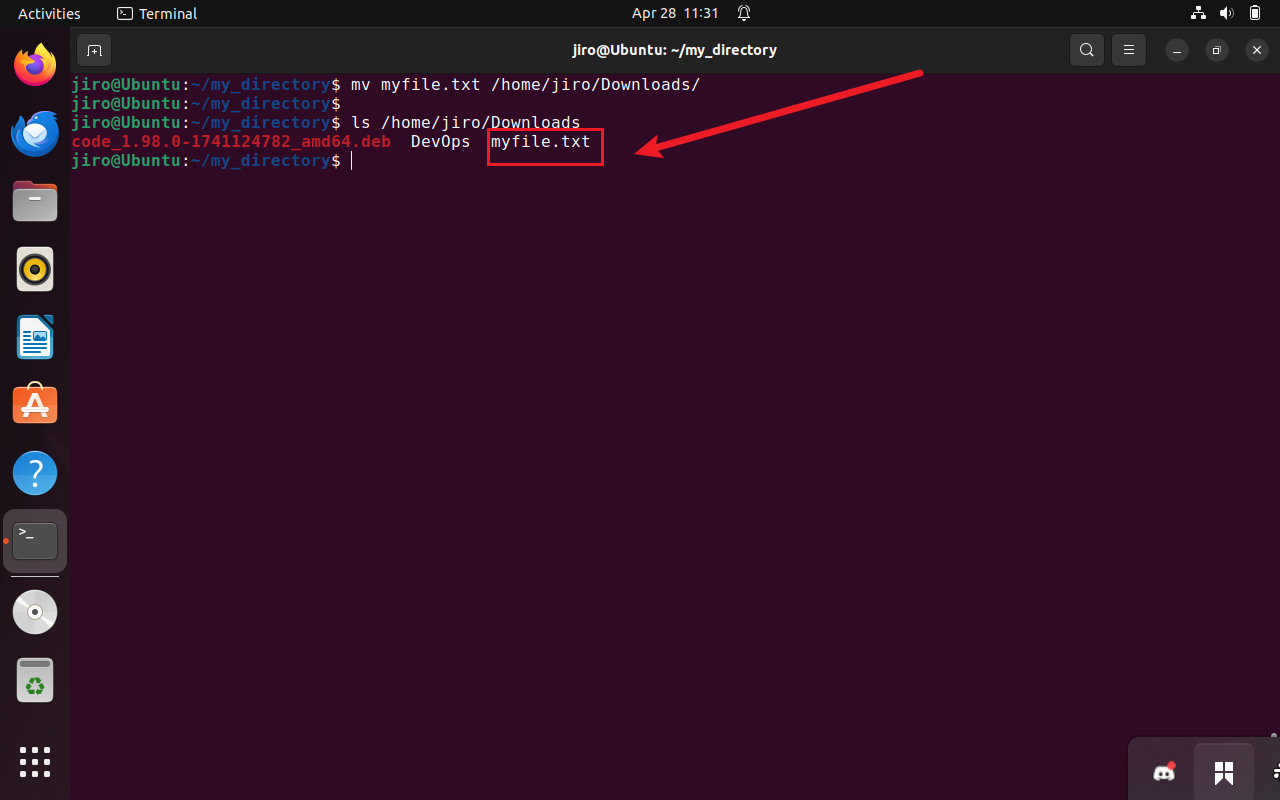 Activities Terminal Apr 28 11:31
jiro@Ubuntu: ~/my_directory
jiro@Ubuntu:~/my_directory$ mv myfile.txt /home/jiro/Downloads/
jiro@Ubuntu:~/my_directory$
jiro@Ubuntu:~/my_directory$ ls /home/jiro/Downloads
code_1.98.0-1741124782_amd64.deb DevOps myfile.txt
jiro@Ubuntu:~/my_directory$